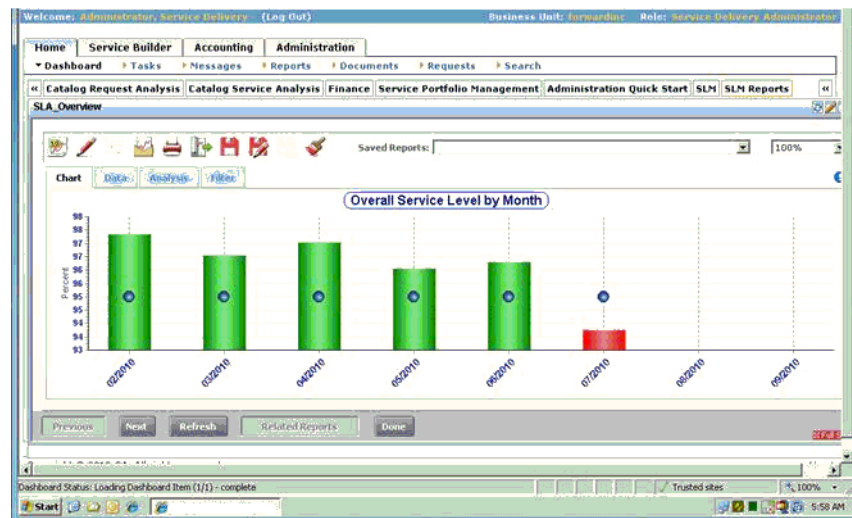 Welcome: Administrator, Service Delivery (Log Out) Business Unit: forwardinc Role: Service Delivery Administrator
Home Service Builder Accounting Administration
Dashboard Tasks Messages Reports Documents Requests Search
« Catalog Request Analysis Catalog Service Analysis Finance Service Portfolio Management Administration Quick Start SLM SLM Reports «
SLA_Overview
Saved Reports: 100%
Chart Data Analysis Filter
Overall Service Level by Month
98
98
97
97
96
96
95
95
94
94
93
Percent
02/2010 03/2010 04/2010 05/2010 06/2010 07/2010 08/2010 09/2010
Previous Next Refresh Related Reports Done
Dashboard Status: Loading Dashboard Item (1/1) - complete Trusted sites 100%
Start 5:58 AM